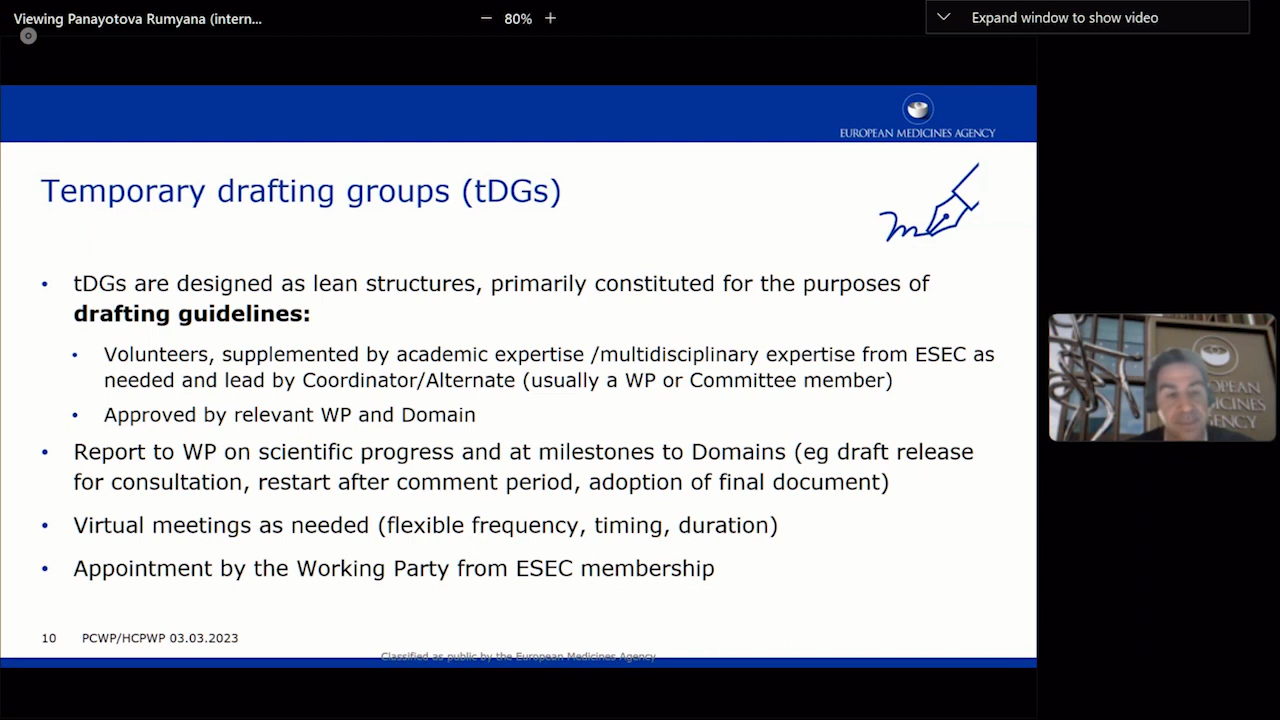 Viewing Panayotova Rumyana (intern...
− 80% +
Expand window to show video
EUROPEAN MEDICINES AGENCY
Temporary drafting groups (tDGs)
• tDGs are designed as lean structures, primarily constituted for the purposes of
drafting guidelines:
• Volunteers, supplemented by academic expertise /multidisciplinary expertise from ESEC as
needed and lead by Coordinator/Alternate (usually a WP or Committee member)
• Approved by relevant WP and Domain
• Report to WP on scientific progress and at milestones to Domains (eg draft release
for consultation, restart after comment period, adoption of final document)
• Virtual meetings as needed (flexible frequency, timing, duration)
• Appointment by the Working Party from ESEC membership
10 PCWP/HCPWP 03.03.2023
Classified as public by the European Medicines Agency